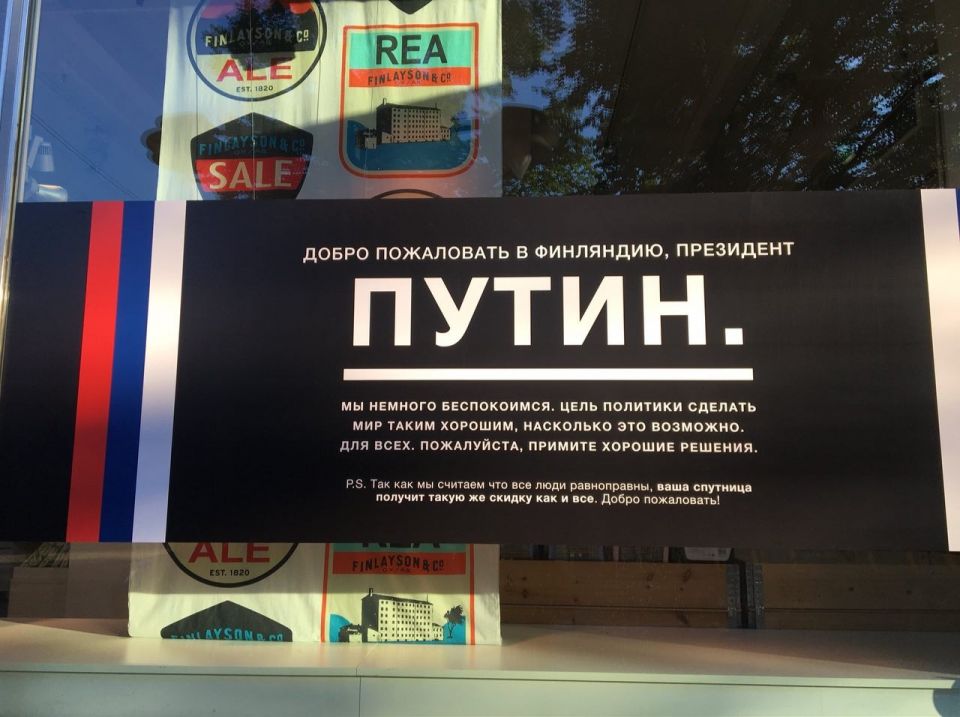 FINLAYSON & Cº
ALE
EST. 1820
REA
FINLAYSON & Cº
FINLAYSON & Cº
SALE
ДОБРО ПОЖАЛОВАТЬ В ФИНЛЯНДИЮ, ПРЕЗИДЕНТ
ПУТИН.
МЫ НЕМНОГО БЕСПОКОИМСЯ. ЦЕЛЬ ПОЛИТИКИ СДЕЛАТЬ
МИР ТАКИМ ХОРОШИМ, НАСКОЛЬКО ЭТО ВОЗМОЖНО.
ДЛЯ ВСЕХ. ПОЖАЛУЙСТА, ПРИМИТЕ ХОРОШИЕ РЕШЕНИЯ.
P.S. Так как мы считаем что все люди равноправны, ваша спутница
получит такую же скидку как и все. Добро пожаловать!
ALE
EST. 1820
REA
FINLAYSON & Cº
FINLAYSON & Cº